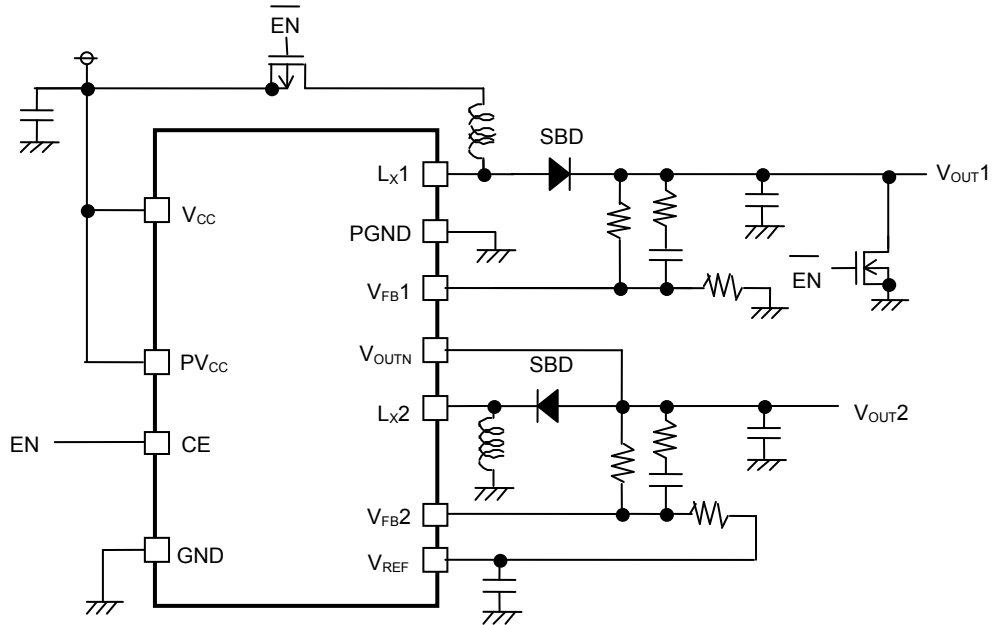 EN
SBD
LX1
VOUT1
VCC
PGND
EN
VFB1
VOUTN
SBD
PVCC
LX2
VOUT2
EN
CE
VFB2
GND
VREF